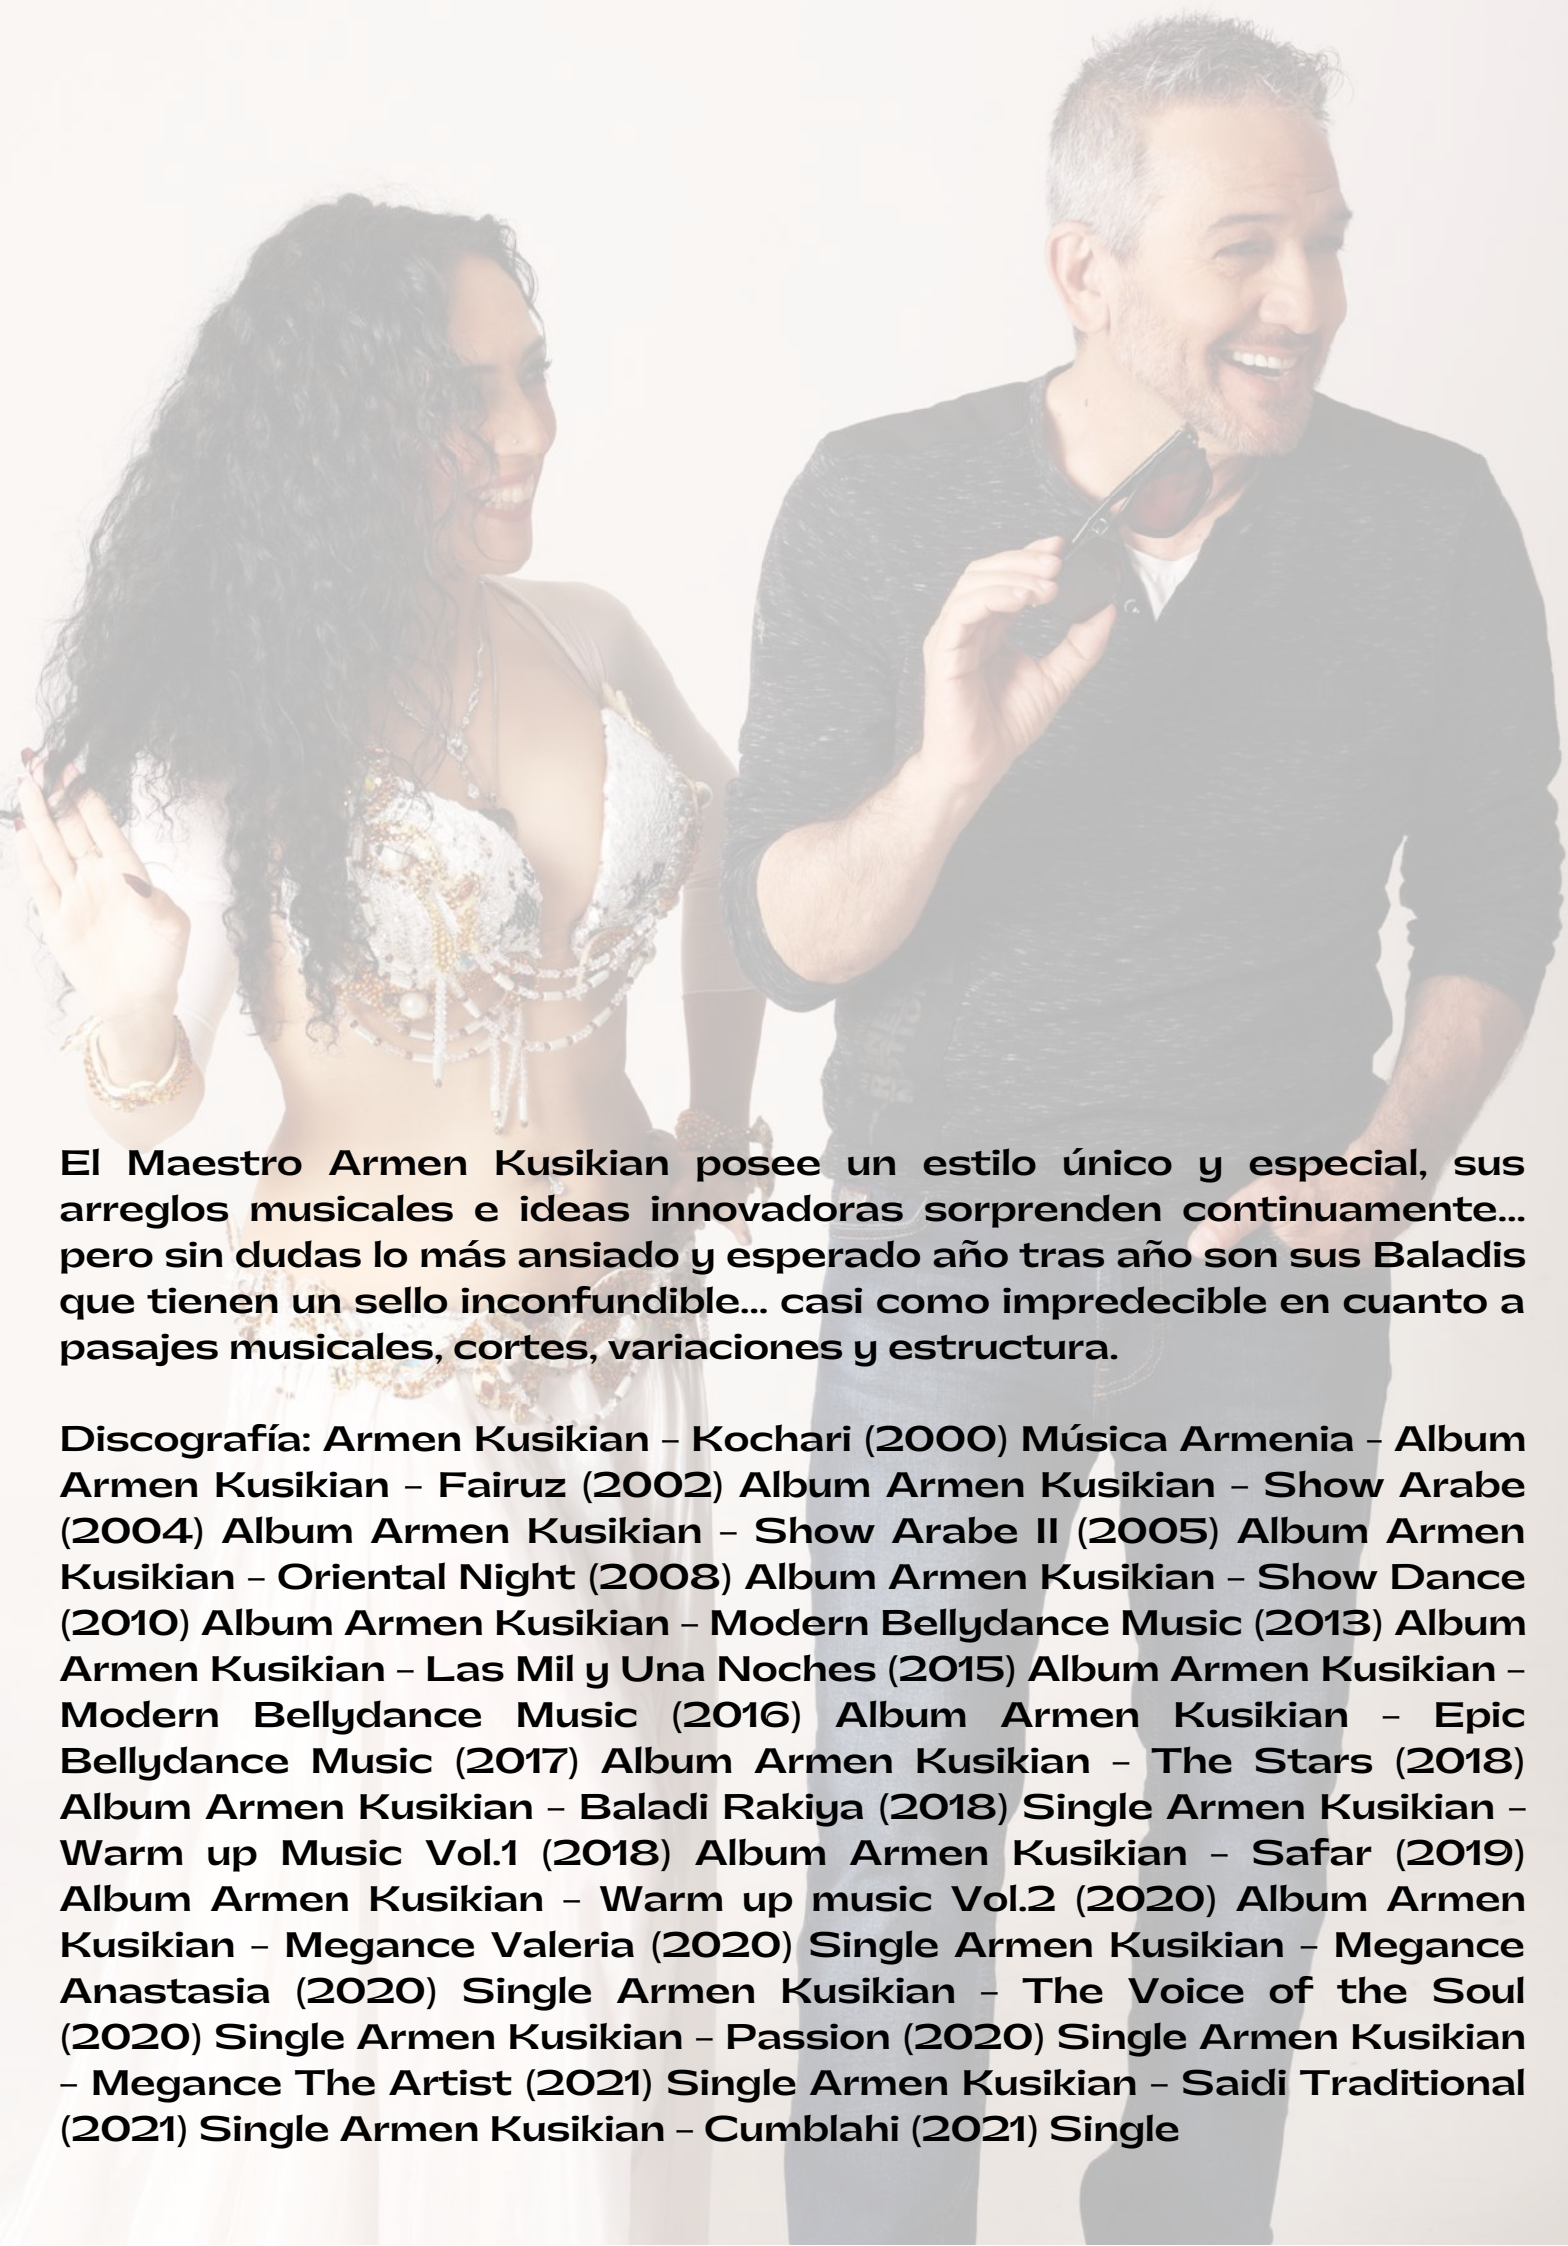 El Maestro Armen Kusikian posee un estilo único y especial, sus
arreglos musicales e ideas innovadoras sorprenden continuamente...
pero sin dudas lo más ansiado y esperado año tras año son sus Baladis
que tienen un sello inconfundible... casi como impredecible en cuanto a
pasajes musicales, cortes, variaciones y estructura.
Discografía: Armen Kusikian – Kochari (2000) Música Armenia – Album
Armen Kusikian – Fairuz (2002) Album Armen Kusikian – Show Arabe
(2004) Album Armen Kusikian – Show Arabe II (2005) Album Armen
Kusikian – Oriental Night (2008) Album Armen Kusikian – Show Dance
(2010) Album Armen Kusikian – Modern Bellydance Music (2013) Album
Armen Kusikian – Las Mil y Una Noches (2015) Album Armen Kusikian –
Modern Bellydance Music (2016) Album Armen Kusikian – Epic
Bellydance Music (2017) Album Armen Kusikian – The Stars (2018)
Album Armen Kusikian – Baladi Rakiya (2018) Single Armen Kusikian –
Warm up Music Vol.1 (2018) Album Armen Kusikian – Safar (2019)
Album Armen Kusikian – Warm up music Vol.2 (2020) Album Armen
Kusikian – Megance Valeria (2020) Single Armen Kusikian – Megance
Anastasia (2020) Single Armen Kusikian – The Voice of the Soul
(2020) Single Armen Kusikian – Passion (2020) Single Armen Kusikian
– Megance The Artist (2021) Single Armen Kusikian – Saidi Traditional
(2021) Single Armen Kusikian – Cumblahi (2021) Single